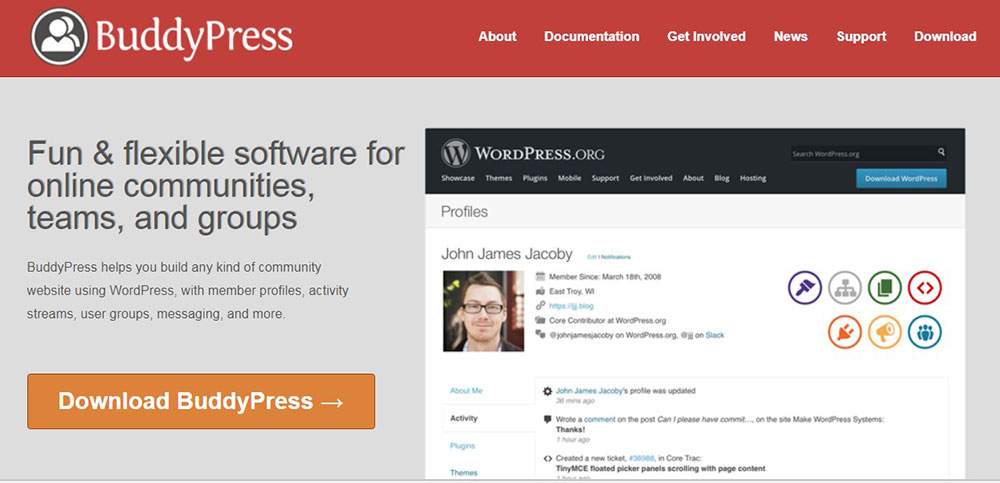 BuddyPress
About Documentation Get Involved News Support Download
Fun & flexible software for
online communities,
teams, and groups
BuddyPress helps you build any kind of community
website using WordPress, with member profiles, activity
streams, user groups, messaging, and more.
Download BuddyPress →
WORDPRESS.ORG
Search WordPress.org
Showcase Themes Plugins Mobile Support Get Involved About Blog Hosting
Download WordPress
Profiles
John James Jacoby
Edit | Notifications
Member Since: March 18th, 2008
East Troy, WI
https://jjj.blog
Core Contributor at WordPress.org
@johnjamesjacoby on WordPress.org, @jjj on Slack
About Me
Activity
Plugins
Themes
John James Jacoby's profile was updated
36 mins ago
Wrote a comment on the post Can I please have commit..., on the site Make WordPress Systems:
Thanks!
1 hour ago
Created a new ticket, #38988, in Core Trac:
TinyMCE floated picker panels scrolling with page content
1 hour ago